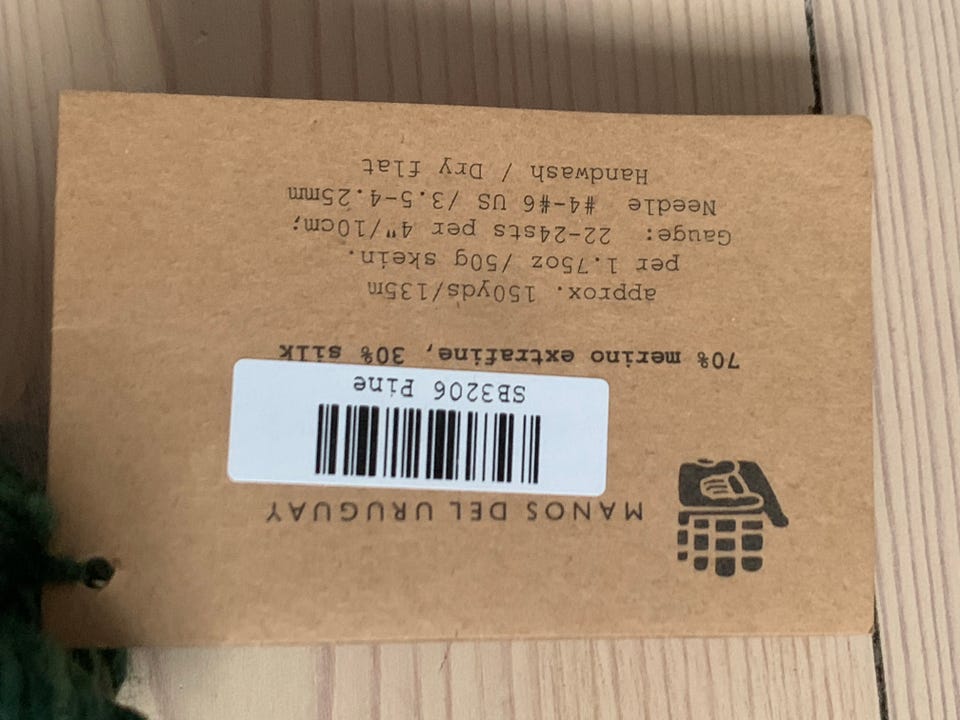 MANOS DEL URUGUAY
SB3206 Pine
70% merino extrafine, 30% silk
approx. 150yds/135m
per 1.75oz /50g skein.
Gauge: 22-24sts per 4"/10cm;
Needle #4-#6 US /3.5-4.25mm
Handwash / Dry flat